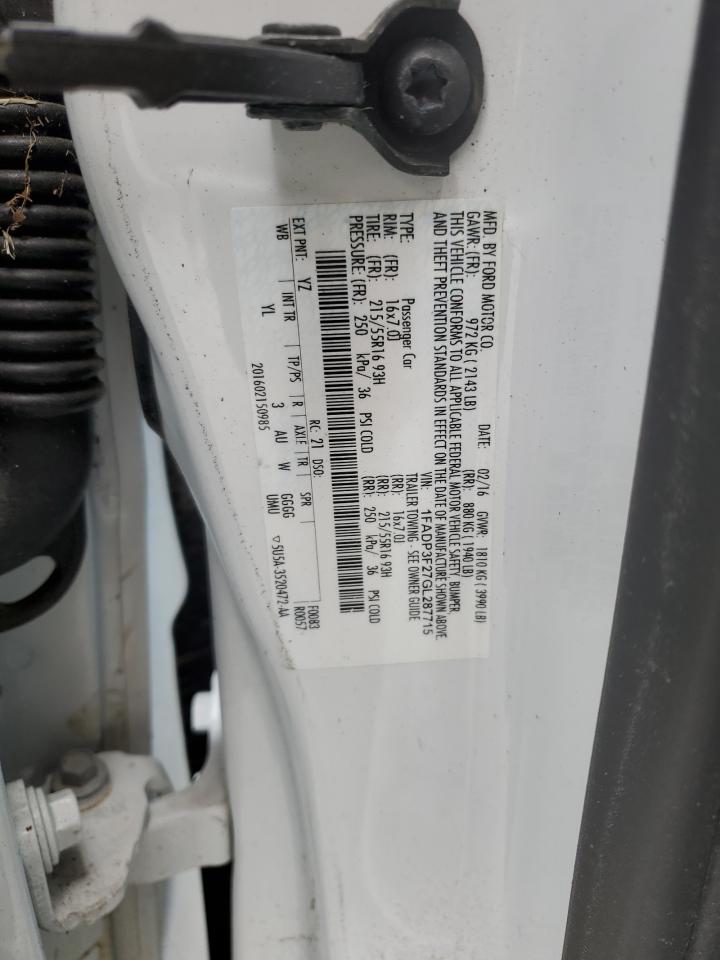 MFD. BY FORD MOTOR CO.
DATE: 02/16 GVWR: 1810 KG ( 3990 LB)
GAWR: (FR): 972 KG ( 2143 LB) (RR): 880 KG ( 1940 LB)
THIS VEHICLE CONFORMS TO ALL APPLICABLE FEDERAL MOTOR VEHICLE SAFETY, BUMPER,
AND THEFT PREVENTION STANDARDS IN EFFECT ON THE DATE OF MANUFACTURE SHOWN ABOVE.
VIN: 1FADP3F27GL287715
TYPE: Passenger Car TRAILER TOWING - SEE OWNER GUIDE
RIM: (FR): 16x7.0J (RR): 16x7.0J
TIRE: (FR): 215/55R16 93H (RR): 215/55R16 93H
PRESSURE: (FR): 250 kPa/ 36 PSI COLD (RR): 250 kPa/ 36 PSI COLD
EXT PNT: YZ RC: 21 DSO: F0083
WB INT TR TP/PS R AXLE TR SPR R0057
YL 3 AU W GGGG
UMU
201602150985 5U5A-3520472-AA